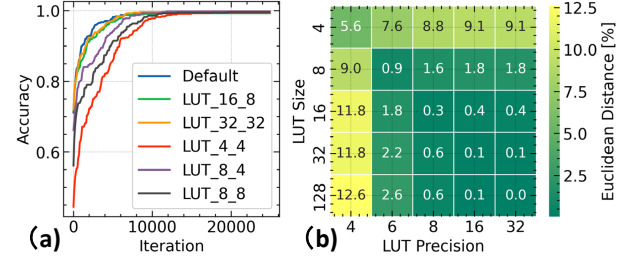 1.0
0.8
0.6
Accuracy
Default
LUT_16_8
LUT_32_32
LUT_4_4
LUT_8_4
LUT_8_8
0 10000 20000
Iteration
(a)
LUT Size
4 5.6 7.6 8.8 9.1 9.1
8 9.0 0.9 1.6 1.8 1.8
16 11.8 1.8 0.3 0.4 0.4
32 11.8 2.2 0.6 0.1 0.1
128 12.6 2.6 0.6 0.1 0.0
4 6 8 16 32
LUT Precision
(b)
12.5
10.0
7.5
5.0
2.5
Euclidean Distance [%]